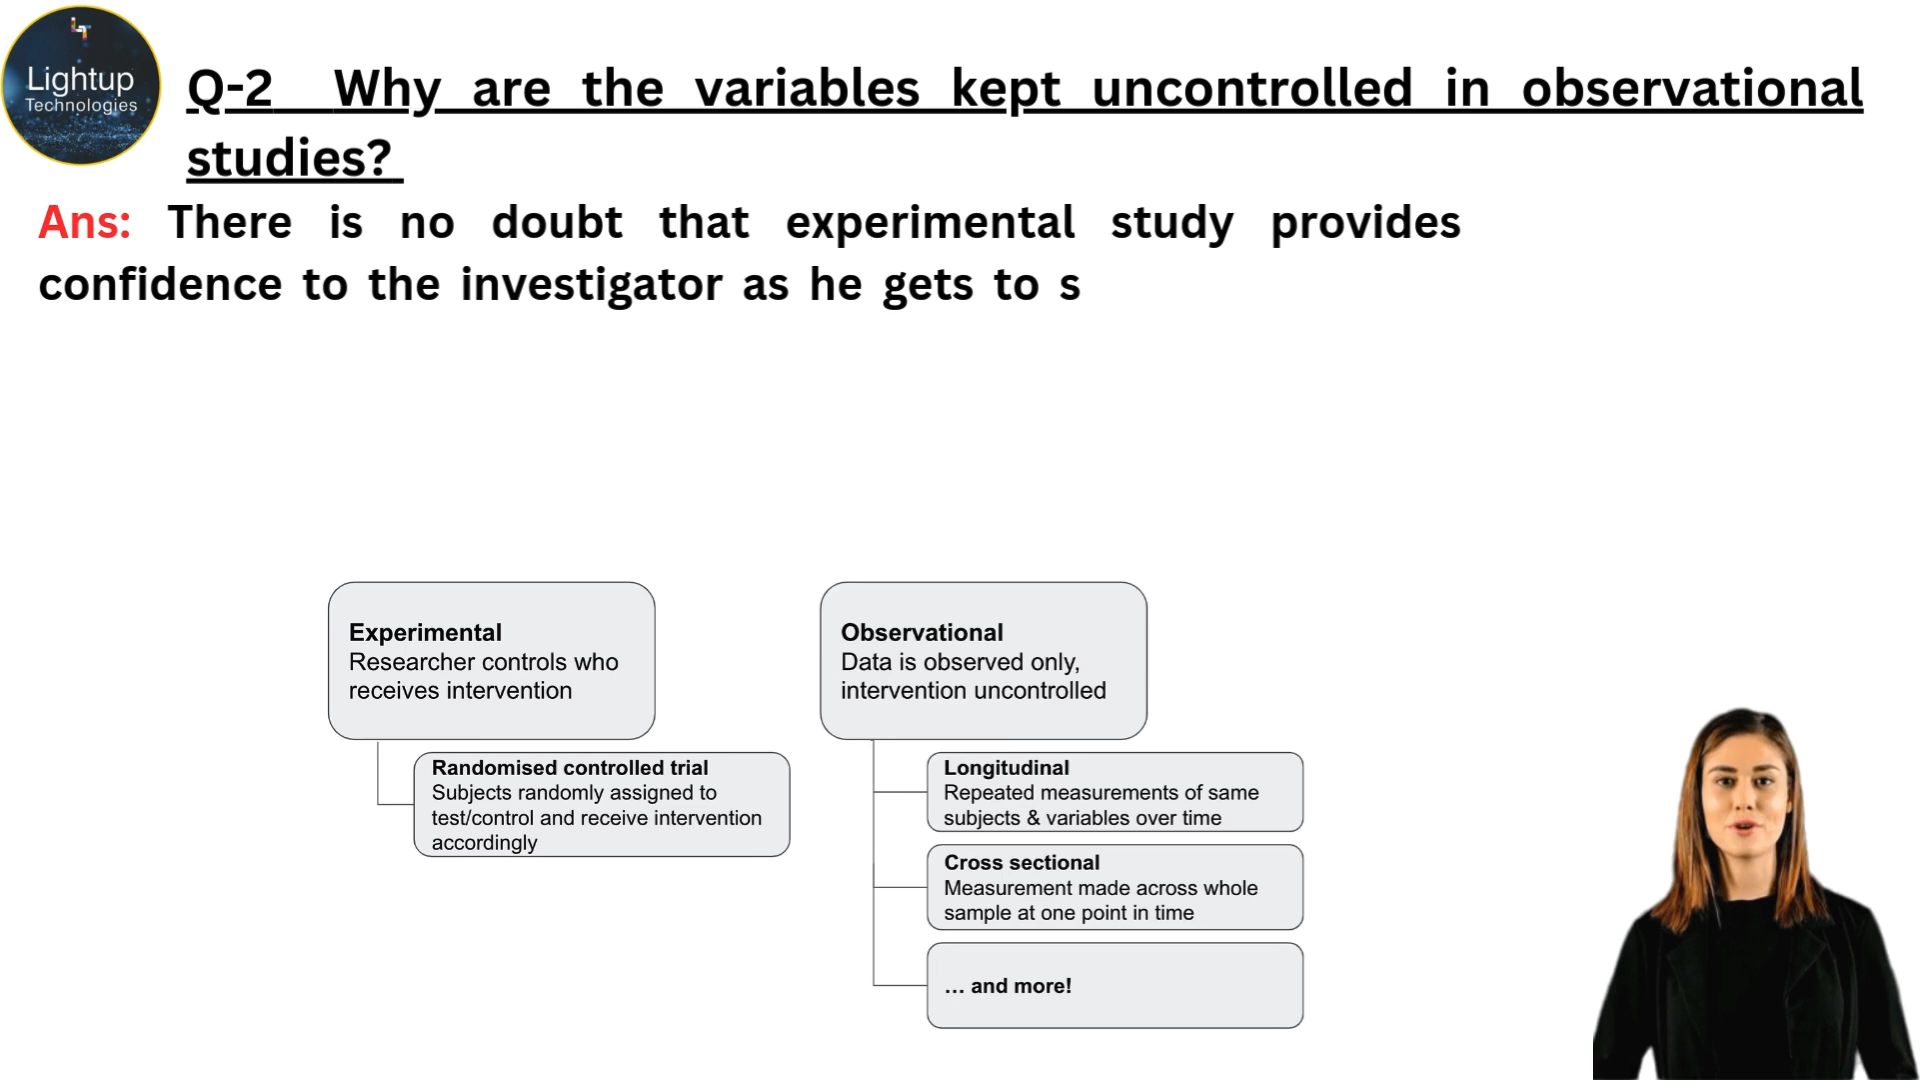 LT
Lightup
Technologies
Q-2 Why are the variables kept uncontrolled in observational
studies?
Ans: There is no doubt that experimental study provides
confidence to the investigator as he gets to s
Experimental
Researcher controls who
receives intervention
Randomised controlled trial
Subjects randomly assigned to
test/control and receive intervention
accordingly
Observational
Data is observed only,
intervention uncontrolled
Longitudinal
Repeated measurements of same
subjects & variables over time
Cross sectional
Measurement made across whole
sample at one point in time
… and more!